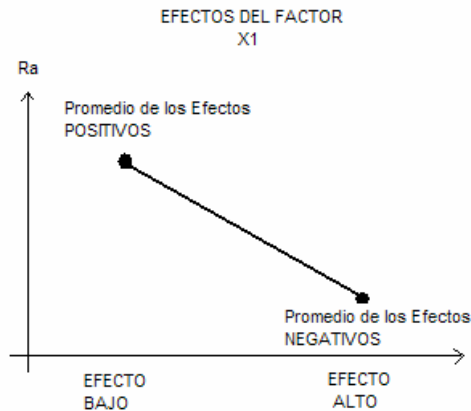 EFECTOS DEL FACTOR
X1
Ra
Promedio de los Efectos
POSITIVOS
Promedio de los Efectos
NEGATIVOS
EFECTO
BAJO
EFECTO
ALTO